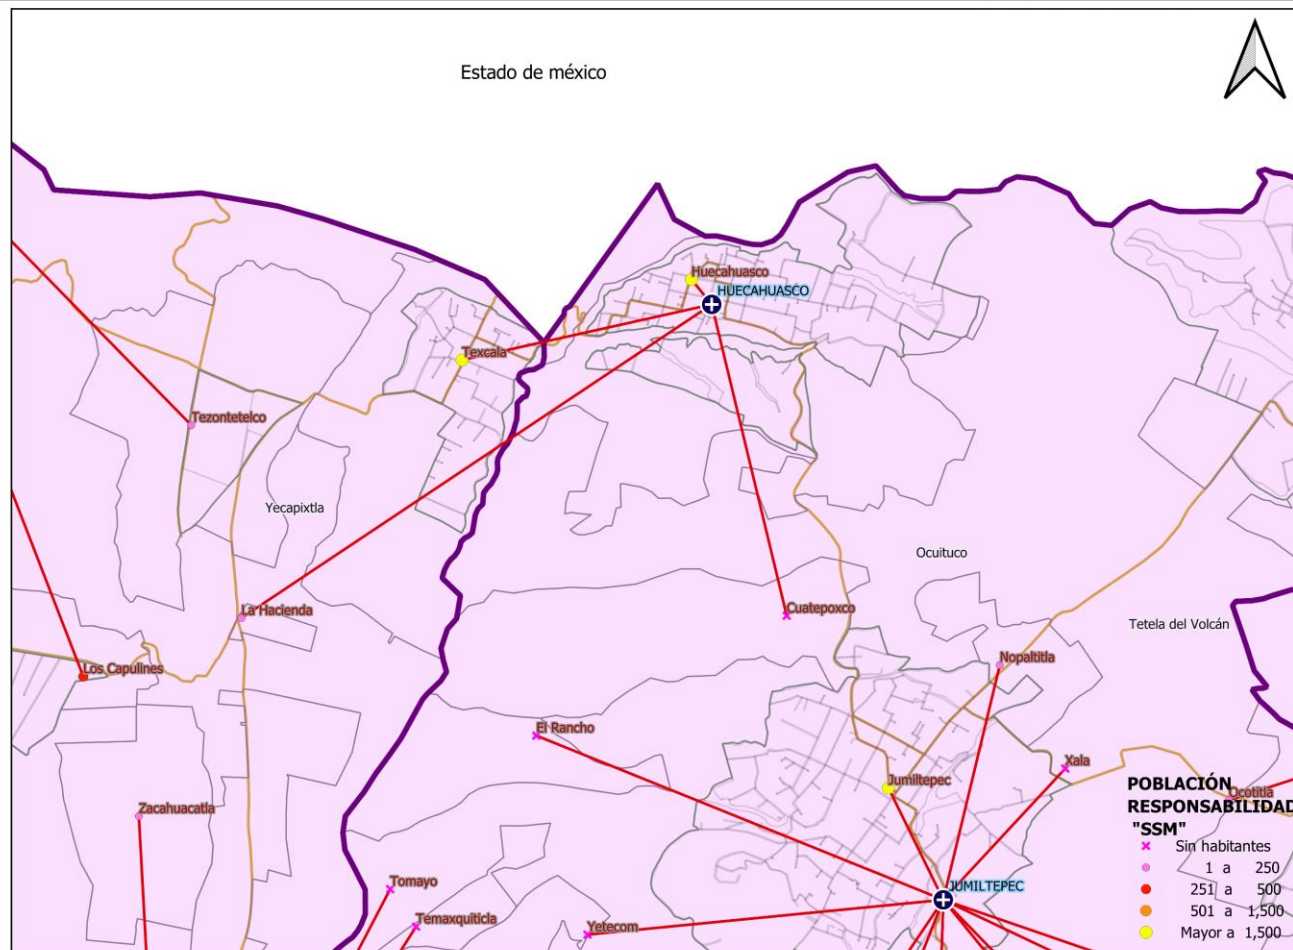 Estado de méxico
Huecahuasco
HUECAHUASCO
Texcala
Tezontetelco
Yecapixtla
Ocuituco
La Hacienda
Cuatepoxco
Tetela del Volcán
Los Capulines
Nopaltitla
El Rancho
Xala
Jumiltepec
Zacahuacatla
POBLACIÓN
Ocotitla
RESPONSABILIDAD
"SSM"
Sin habitantes
1 a 250
251 a 500
501 a 1,500
Mayor a 1,500
Tomayo
JUMILTEPEC
Temaxquiticla
Yetecom